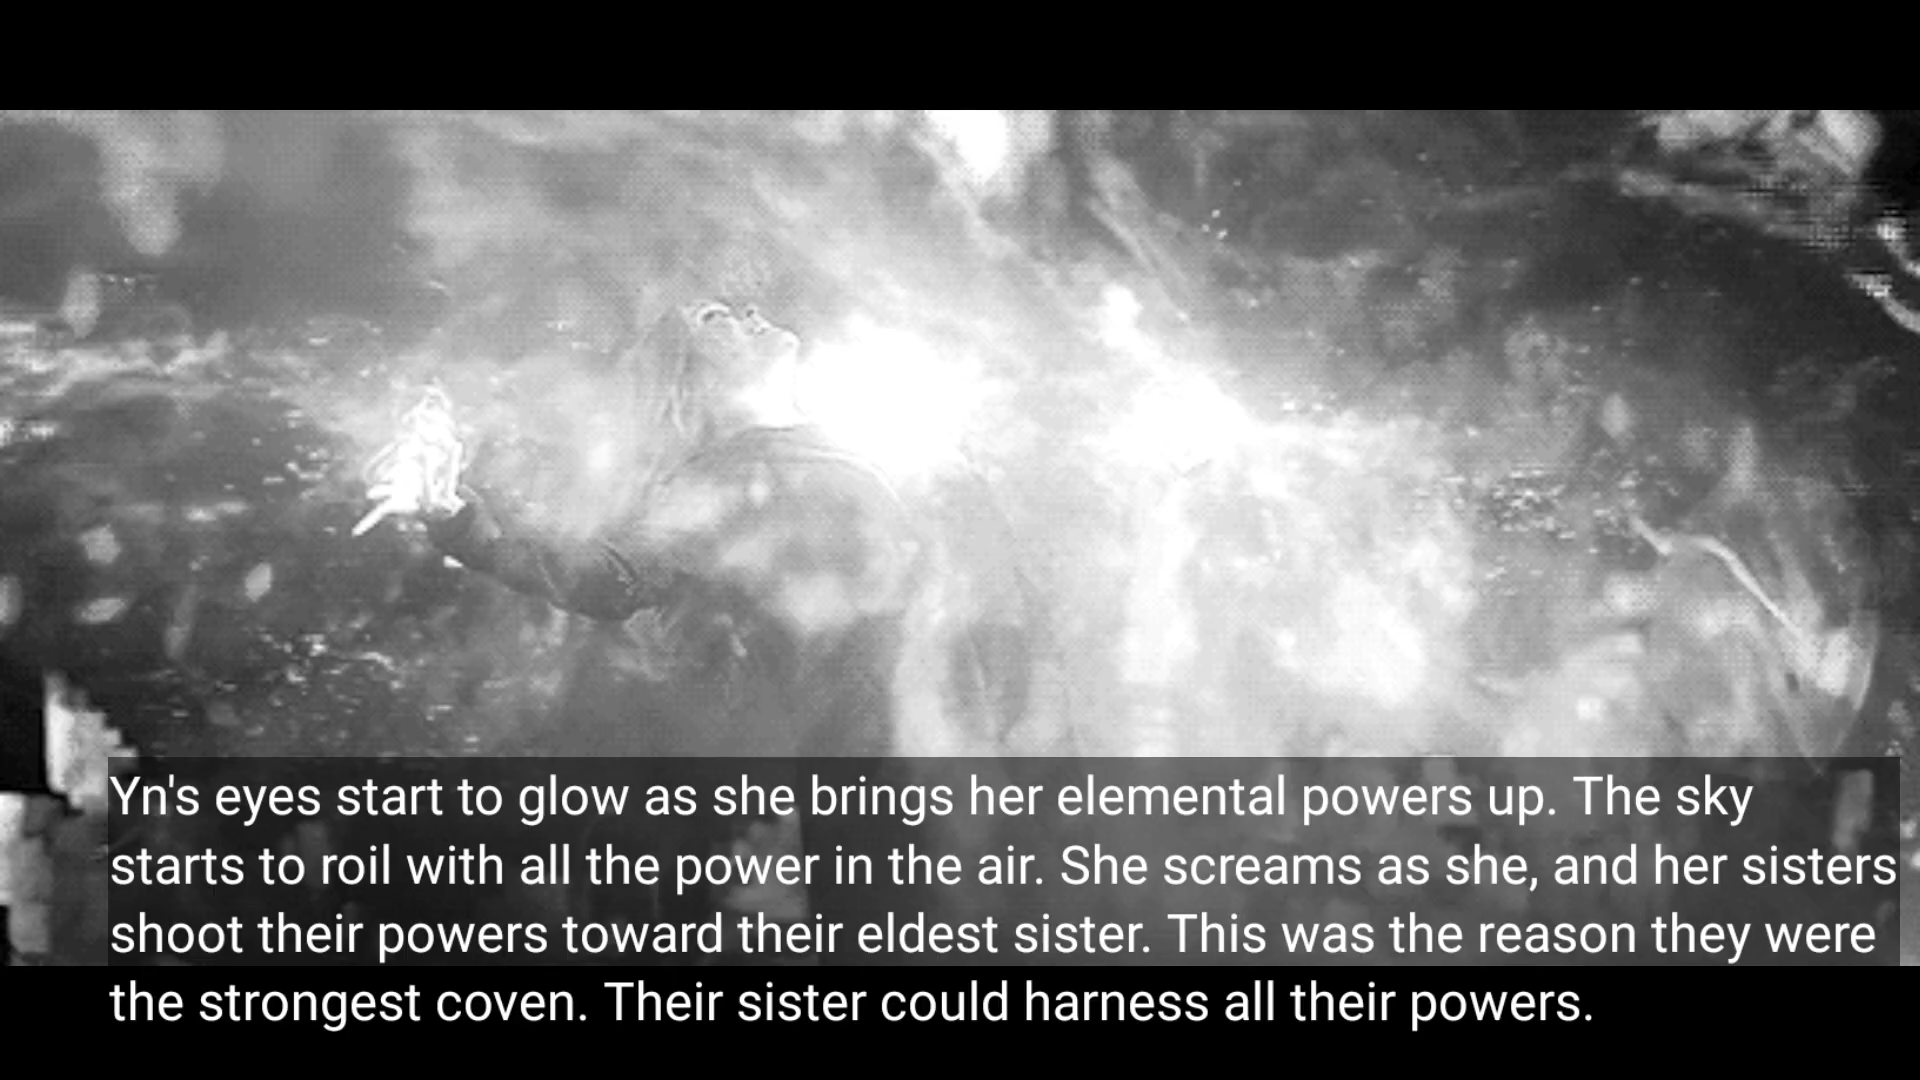 Yn's eyes start to glow as she brings her elemental powers up. The sky
starts to roil with all the power in the air. She screams as she, and her sisters
shoot their powers toward their eldest sister. This was the reason they were
the strongest coven. Their sister could harness all their powers.